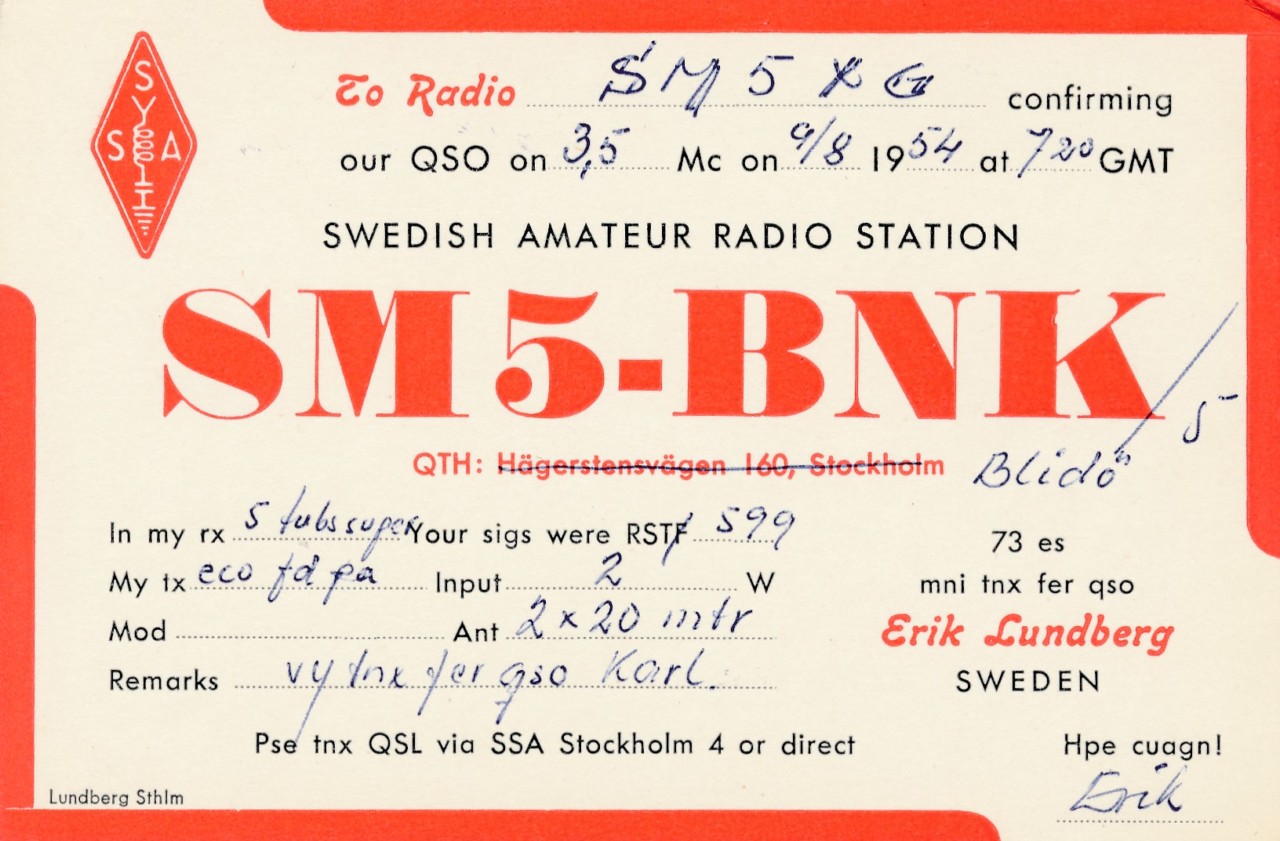 SSA
To Radio SM5XG confirming
our QSO on 3,5 Mc on 9/8 1954 at 720 GMT
SWEDISH AMATEUR RADIO STATION
SM5-BNK/5
QTH: Hägerstensvägen 160, Stockholm Blidö
In my rx 5 tubs super Your sigs were RST 599 73 es
My tx eco fd pa Input 2 W mni tnx fer qso
Mod Ant 2 x 20 mtr Erik Lundberg
Remarks vy tnx fer qso Karl. SWEDEN
Pse tnx QSL via SSA Stockholm 4 or direct Hpe cuagn!
Lundberg Sthlm Erik